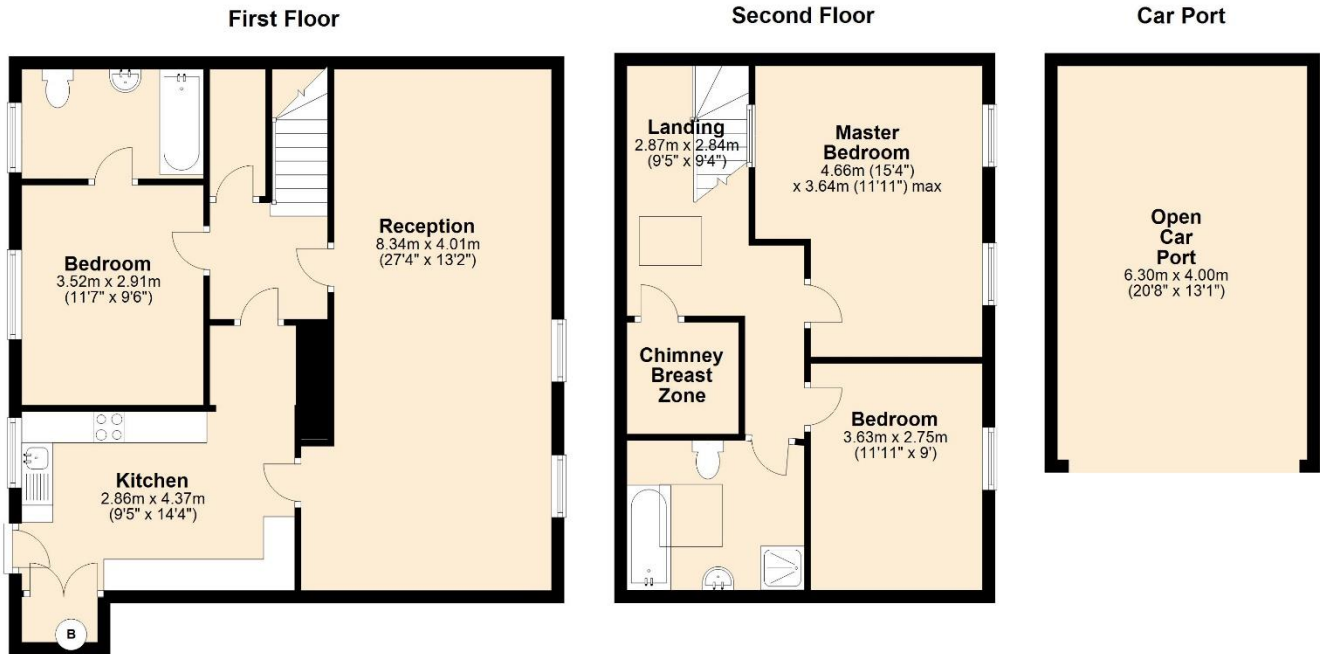 First Floor
Second Floor
Car Port
Reception
8.34m x 4.01m
(27'4" x 13'2")
Bedroom
3.52m x 2.91m
(11'7" x 9'6")
Kitchen
2.86m x 4.37m
(9'5" x 14'4")
B
Landing
2.87m x 2.84m
(9'5" x 9'4")
Master
Bedroom
4.66m (15'4")
x 3.64m (11'11") max
Chimney
Breast
Zone
Bedroom
3.63m x 2.75m
(11'11" x 9')
Open
Car
Port
6.30m x 4.00m
(20'8" x 13'1")